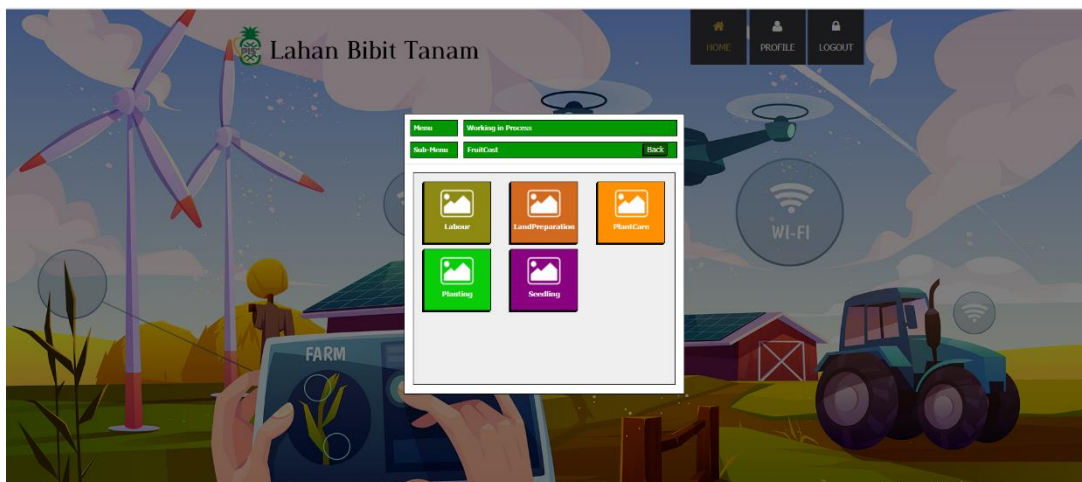 Lahan Bibit Tanam
HOME PROFILE LOGOUT
Menu Working in Process
Sub-Menu FruitCost Back
Labour LandPreparation PlantCare
Planting Seedling
WI-FI
FARM